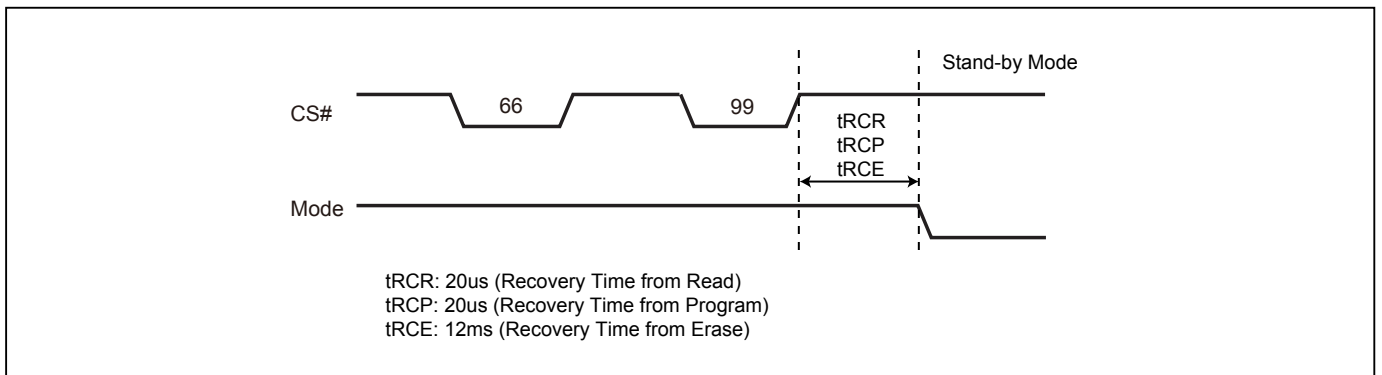 Stand-by Mode
CS#
66
99
tRCR
tRCP
tRCE
Mode
tRCR: 20us (Recovery Time from Read)
tRCP: 20us (Recovery Time from Program)
tRCE: 12ms (Recovery Time from Erase)